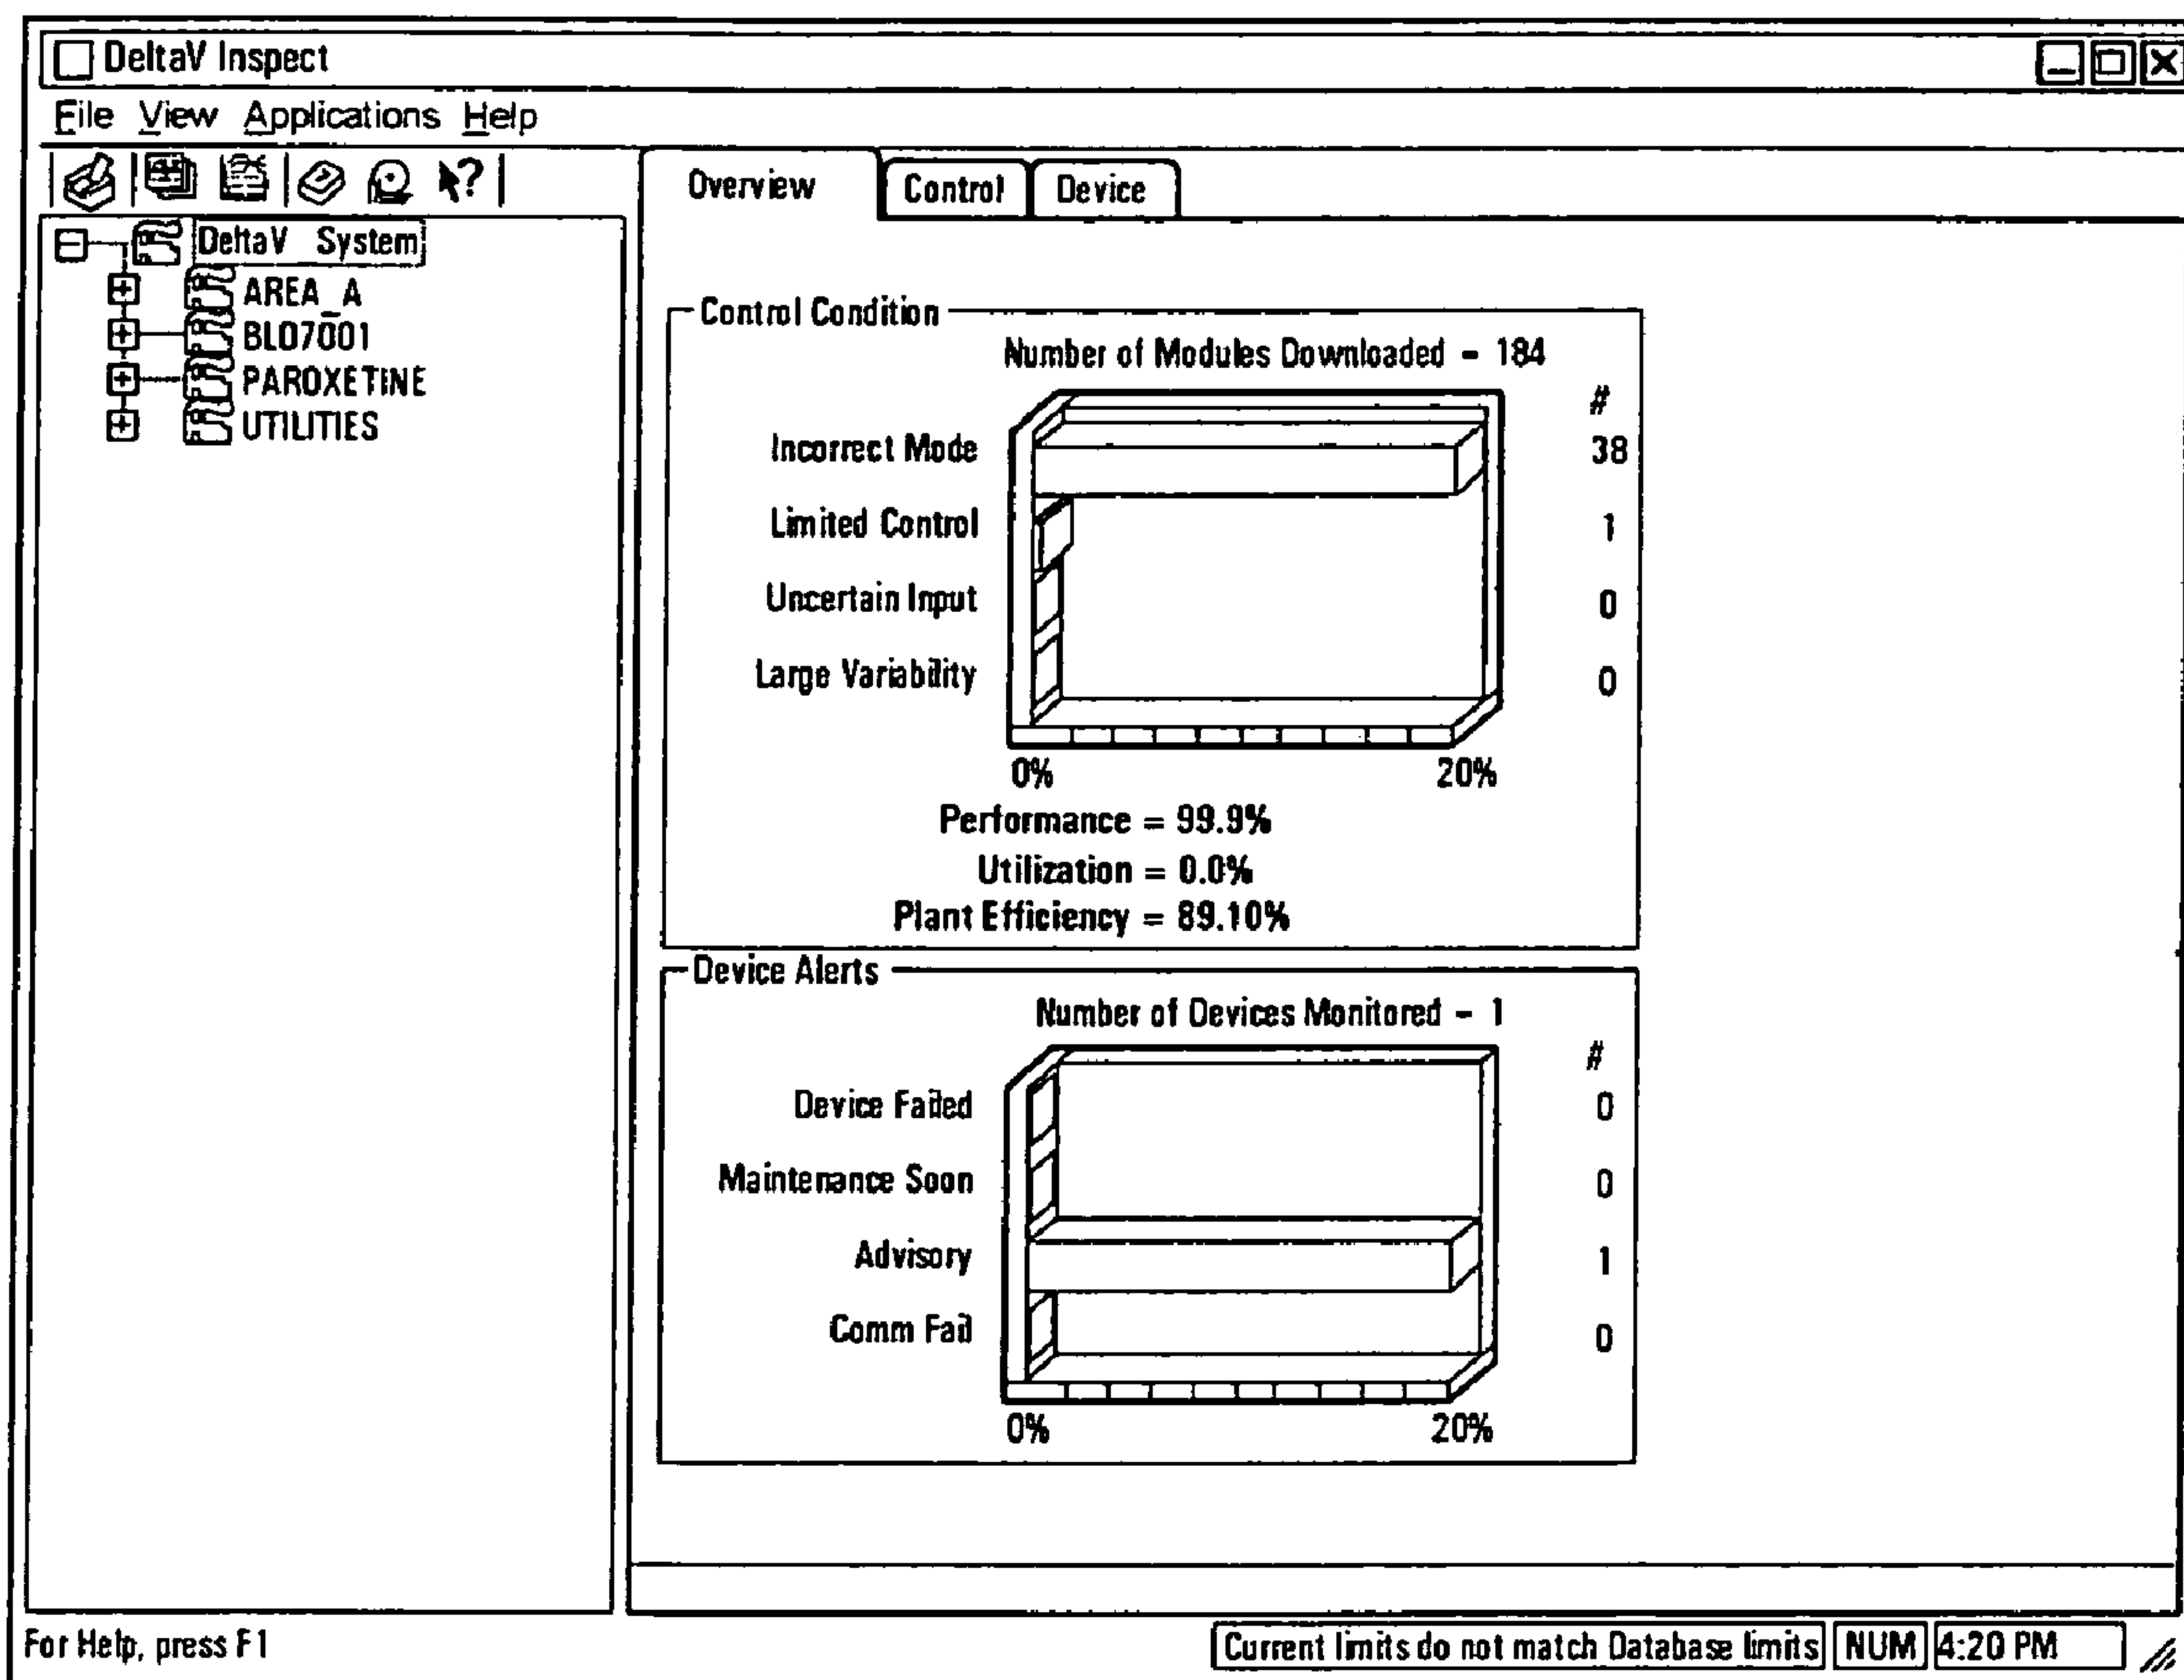 DeltaV Inspect
File View Applications Help
Overview Control Device
DeltaV System
AREA_A
BL07001
PAROXETINE
UTILITIES
Control Condition
Number of Modules Downloaded - 184
#
Incorrect Mode 38
Limited Control 1
Uncertain Input 0
Large Variability 0
0% 20%
Performance = 99.9%
Utilization = 0.0%
Plant Efficiency = 89.10%
Device Alerts
Number of Devices Monitored - 1
#
Device Failed 0
Maintenance Soon 0
Advisory 1
Comm Fail 0
0% 20%
For Help, press F1 Current limits do not match Database limits NUM 4:20 PM